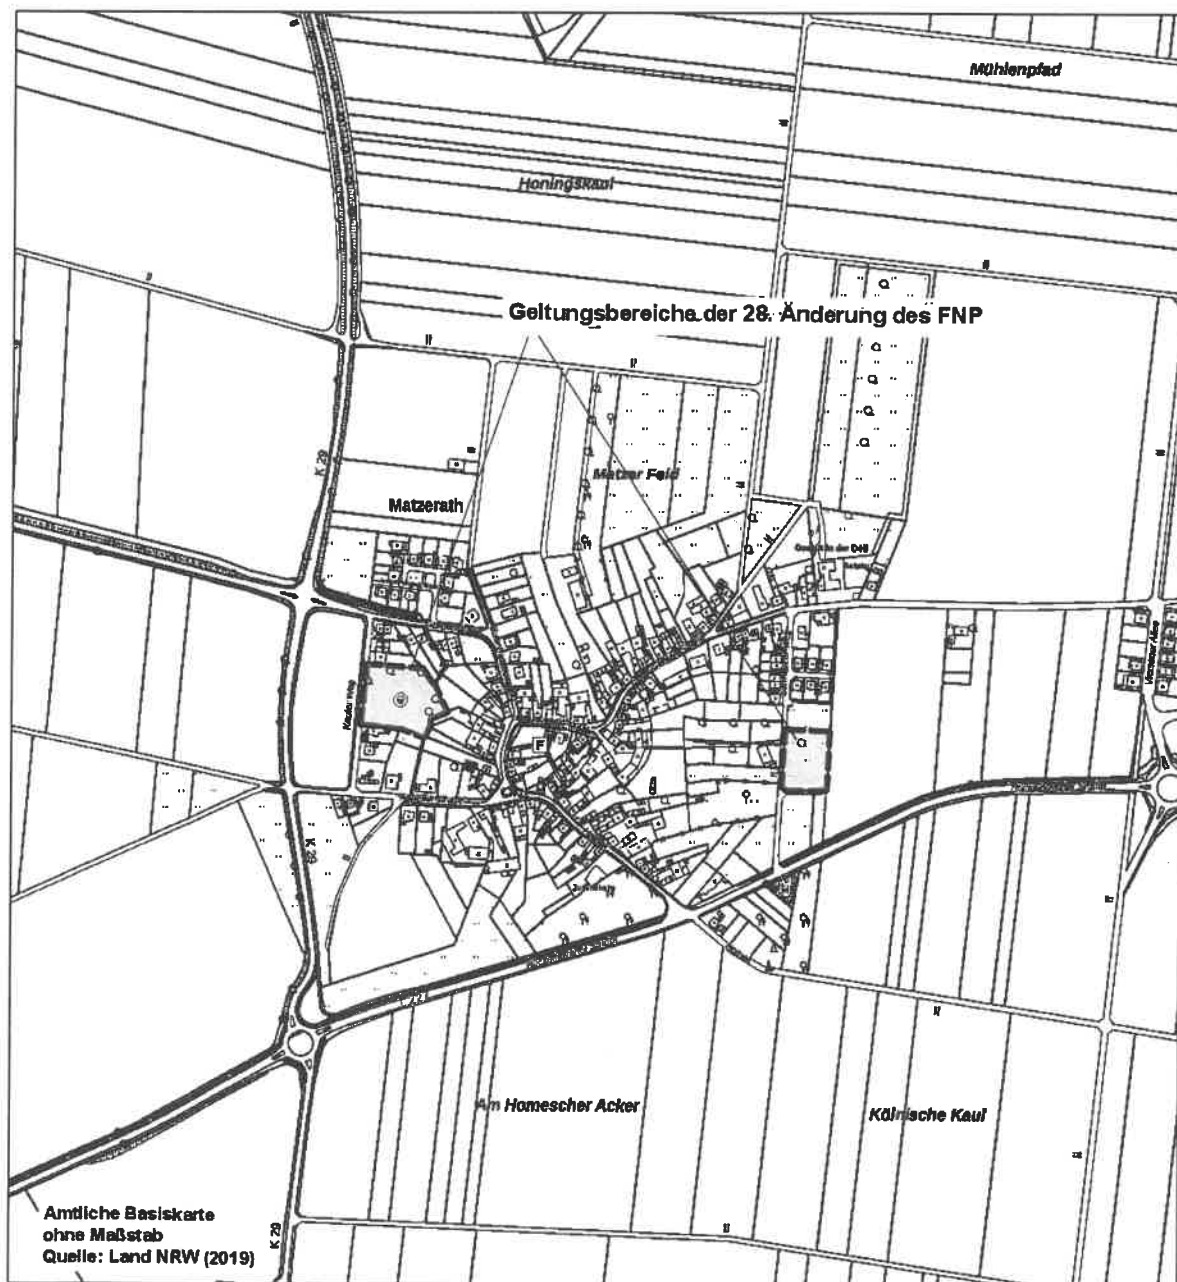 Mühlenpfad
Honingskaul
Geltungsbereiche der 28. Änderung des FNP
K 29
Matzer Feld
Matzerath
F
K 29
Am Homescher Acker
Kölnische Kaul
Amtliche Basiskarte
ohne Maßstab
Quelle: Land NRW (2019)
K 29